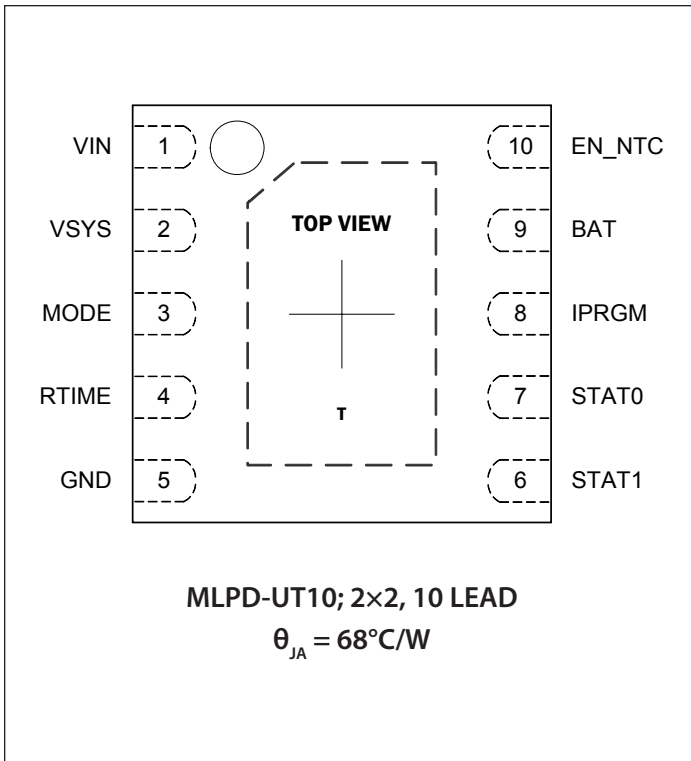 VIN 1 10 EN_NTC
VSYS 2 TOP VIEW 9 BAT
MODE 3 8 IPRGM
RTIME 4 T 7 STAT0
GND 5 6 STAT1
MLPD-UT10; 2×2, 10 LEAD
θJA = 68°C/W